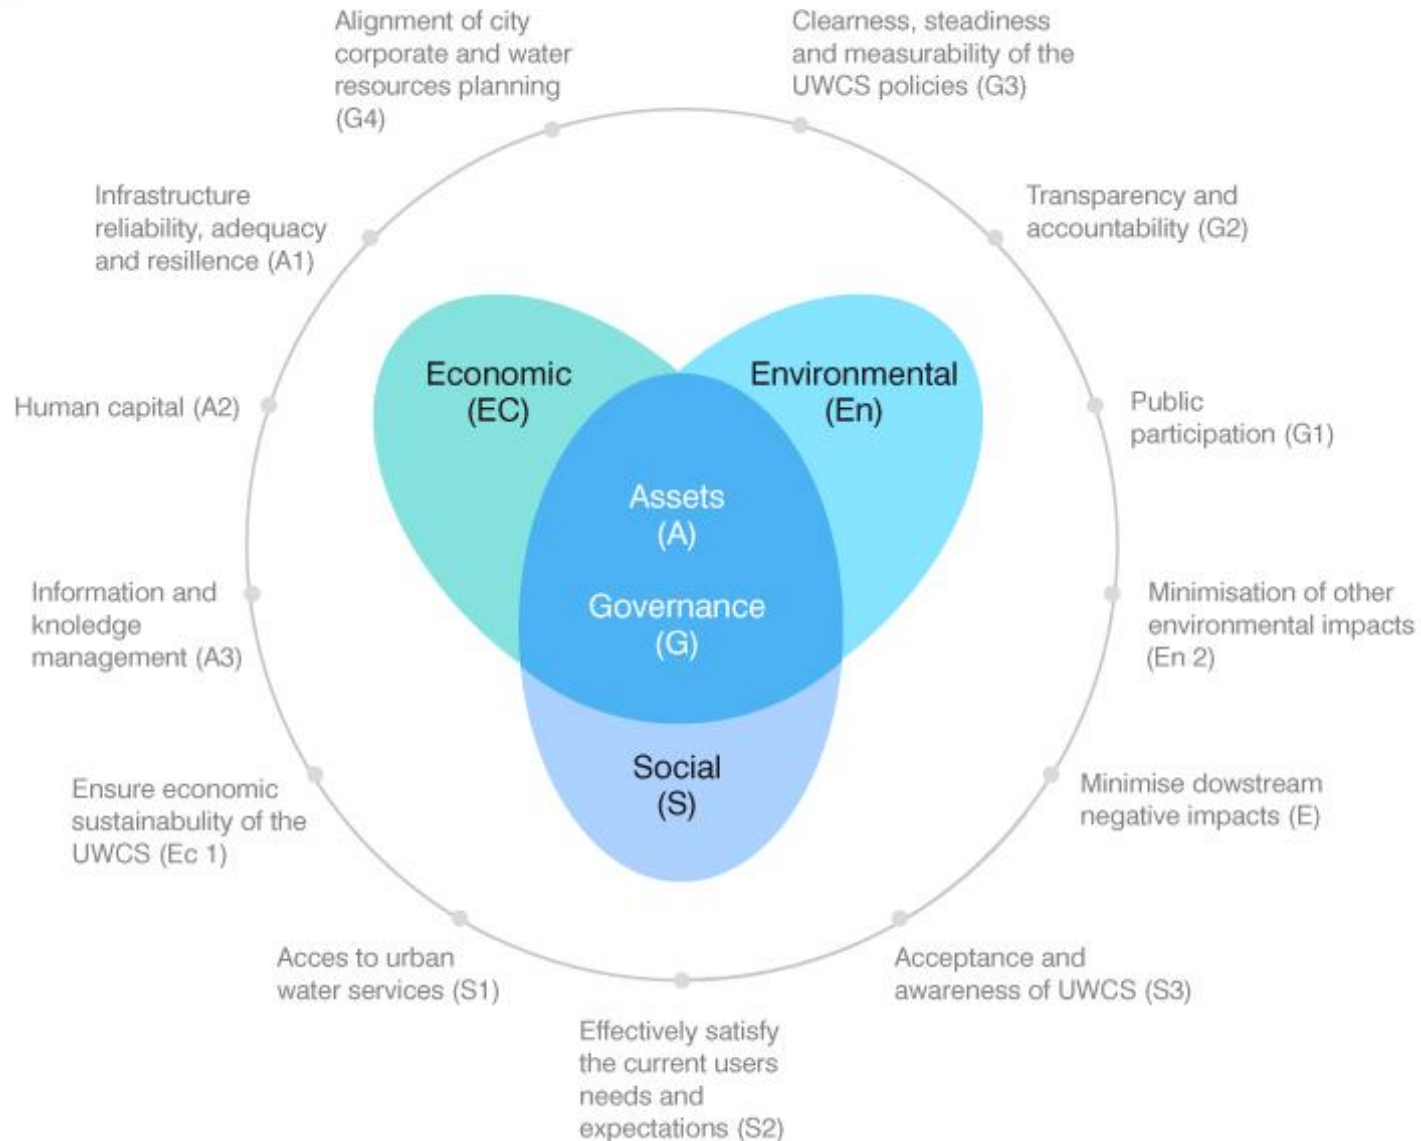 Alignment of city
corporate and water
resources planning
(G4)
Clearness, steadiness
and measurability of the
UWCS policies (G3)
Infrastructure
reliability, adequacy
and resillence (A1)
Transparency and
accountability (G2)
Human capital (A2)
Public
participation (G1)
Economic
(EC)
Environmental
(En)
Assets
(A)
Governance
(G)
Social
(S)
Information and
knoledge
management (A3)
Minimisation of other
environmental impacts
(En 2)
Ensure economic
sustainabulity of the
UWCS (Ec 1)
Minimise dowstream
negative impacts (E)
Acces to urban
water services (S1)
Acceptance and
awareness of UWCS (S3)
Effectively satisfy
the current users
needs and
expectations (S2)